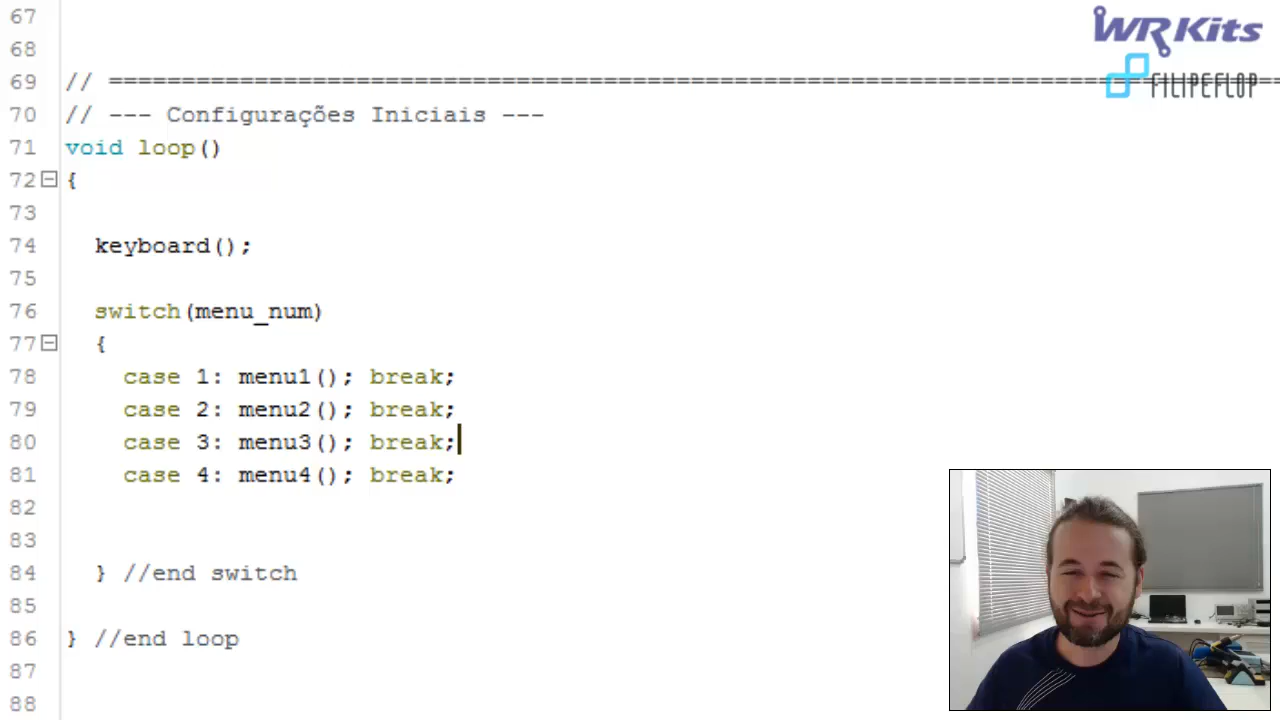 WR Kits
FILIPEFLOP
67
68
69 // ================================================================================
70 // --- Configurações Iniciais ---
71 void loop()
72 {
73
74 keyboard();
75
76 switch(menu_num)
77 {
78 case 1: menu1(); break;
79 case 2: menu2(); break;
80 case 3: menu3(); break;
81 case 4: menu4(); break;
82
83
84 } //end switch
85
86 } //end loop
87
88